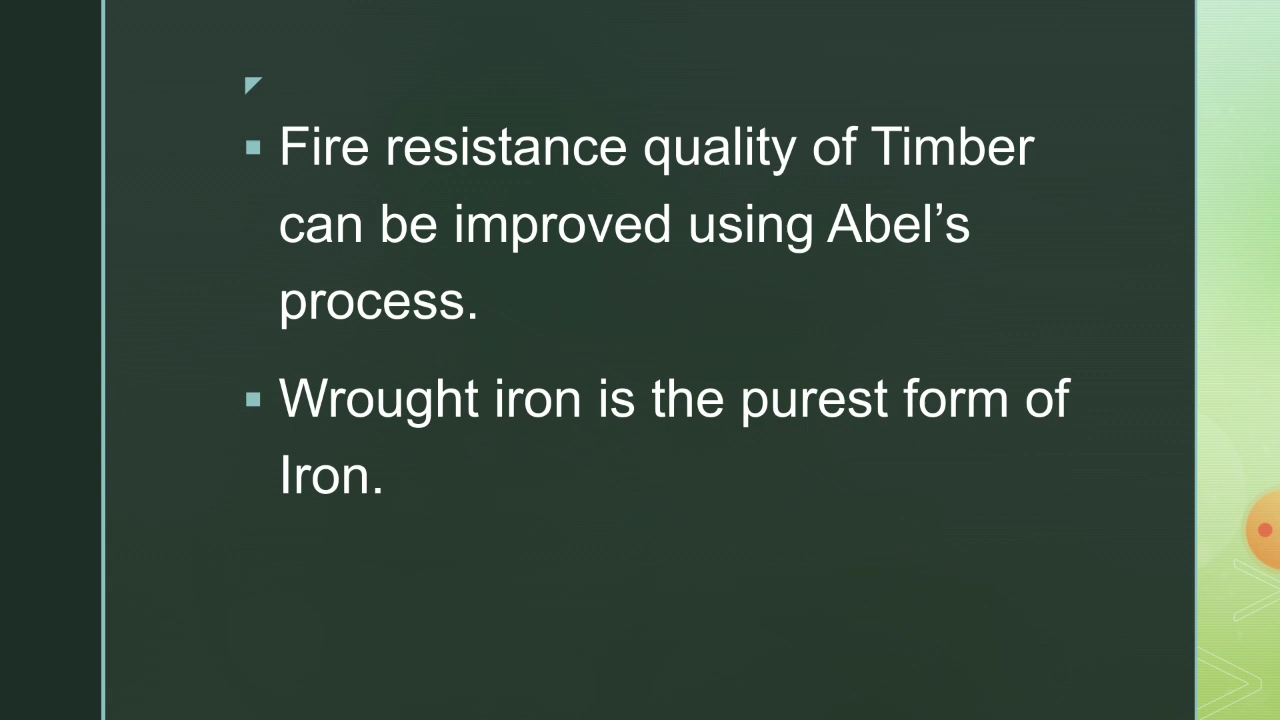 Fire resistance quality of Timber
can be improved using Abel’s
process.
Wrought iron is the purest form of
Iron.